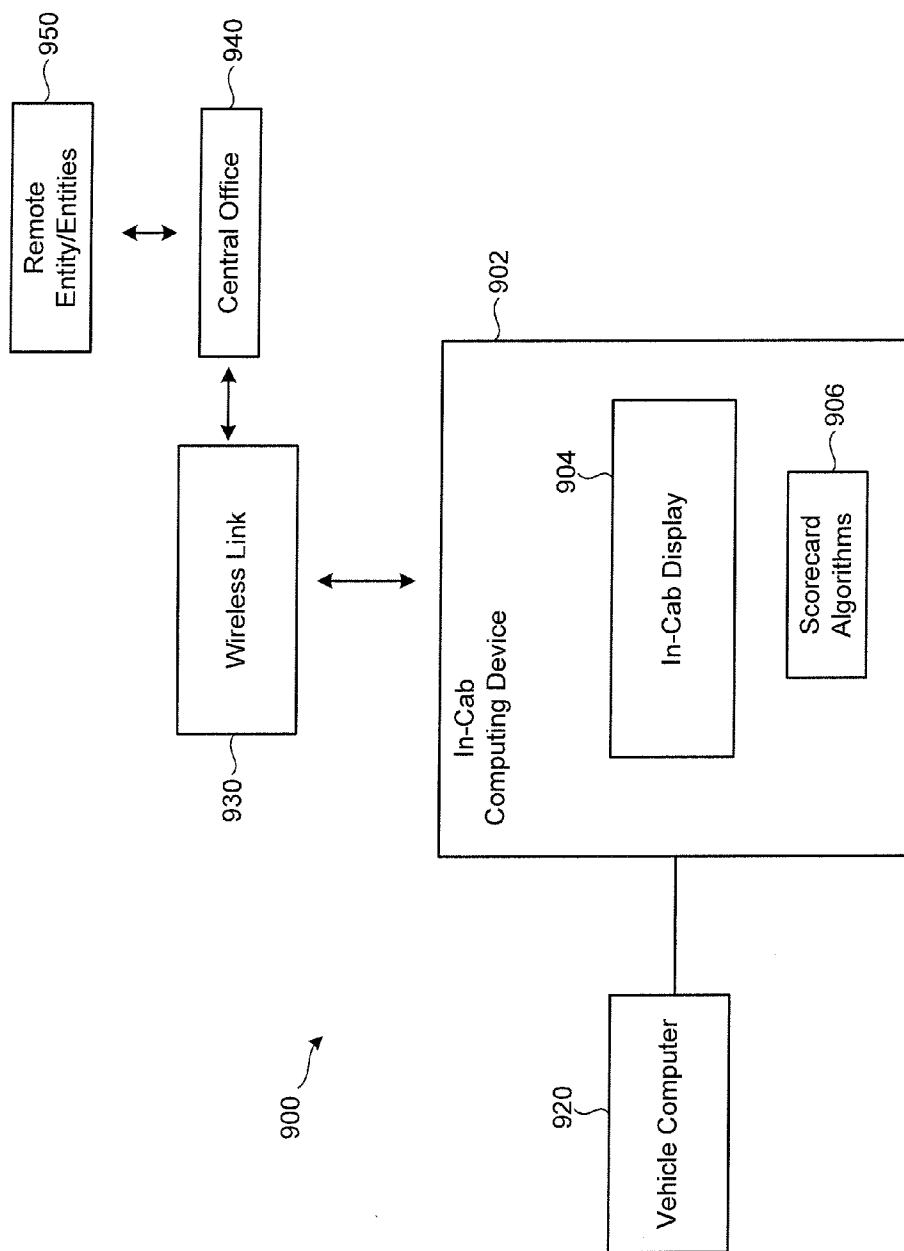 Remote
Entity/Entities
950
Central Office
940
Wireless Link
930
In-Cab
Computing Device
902
In-Cab Display
904
Scorecard
Algorithms
906
900
Vehicle Computer
920